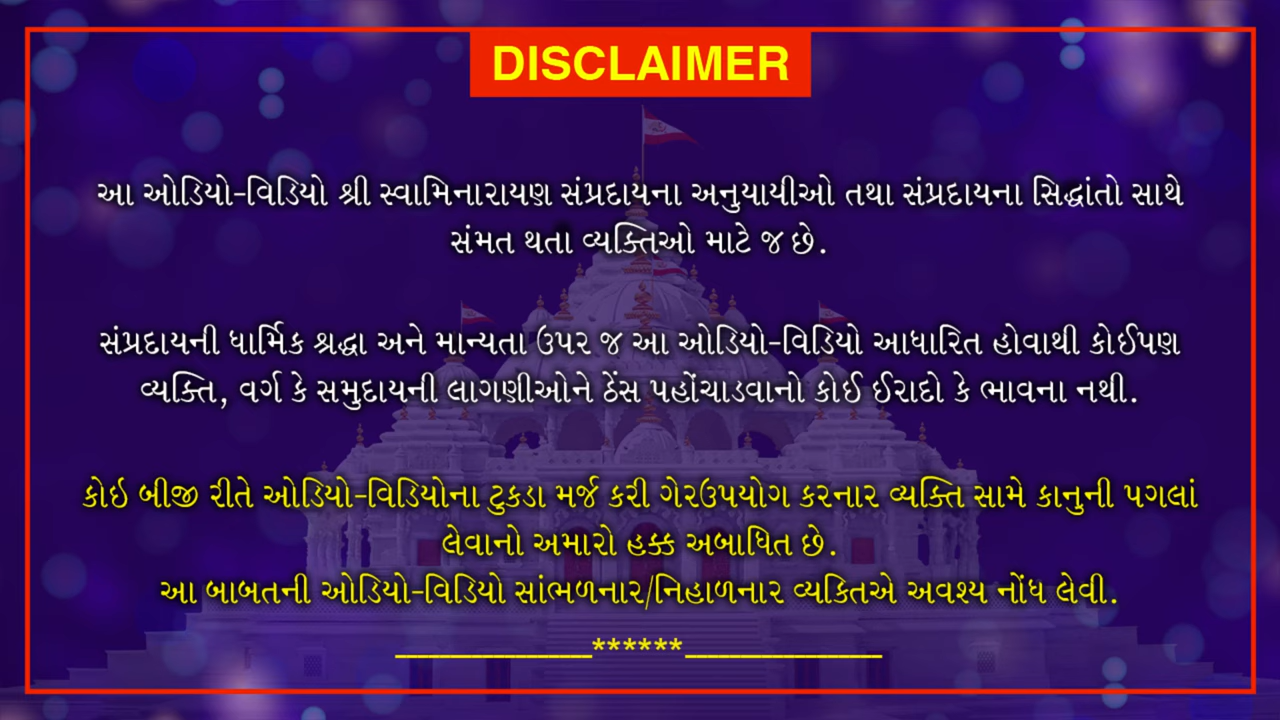 DISCLAIMER
આ ઓડિયો-વિડિયો શ્રી સ્વામિનારાયણ સંપ્રદાયના અનુયાયીઓ તથા સંપ્રદાયના સિદ્ધાંતો સાથે
સંમત થતા વ્યક્તિઓ માટે જ છે.
સંપ્રદાયની ધાર્મિક શ્રદ્ધા અને માન્યતા ઉપર જ આ ઓડિયો-વિડિયો આધારિત હોવાથી કોઈપણ
વ્યક્તિ, વર્ગ કે સમુદાયની લાગણીઓને ઠેંસ પહોંચાડવાનો કોઈ ઈરાદો કે ભાવના નથી.
કોઇ બીજી રીતે ઓડિયો-વિડિયોના ટુકડા મર્જ કરી ગેરઉપયોગ કરનાર વ્યક્તિ સામે કાનુની પગલાં
લેવાનો અમારો હક્ક અબાધિત છે.
આ બાબતની ઓડિયો-વિડિયો સાંભળનાર/નિહાળનાર વ્યકિતએ અવશ્ય નોંધ લેવી.
_______________******_______________